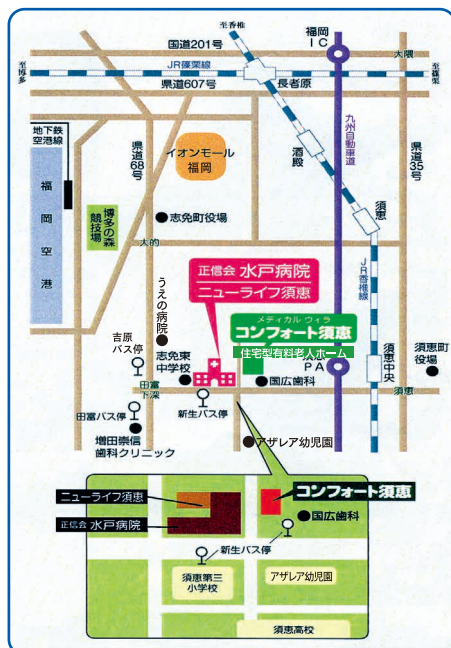 至香椎
福岡
IC
国道201号
大隈
至博多
JR篠栗線
至篠栗
県道607号
長者原
地下鉄
空港線
県道68号
イオンモール
福岡
酒殿
九州自動車道
県道35号
福岡空港
博多の森
競技場
志免町役場
須恵
大的
正信会 水戸病院
ニューライフ須恵
JR香椎線
うえの病院
メディカル ヴィラ
コンフォート須恵
住宅型有料老人ホーム
吉原
バス停
志免東
中学校
PA
須恵中央
須恵町
役場
国広歯科
田富
下深
須恵
新生バス停
田富バス停
増田崇信
歯科クリニック
アザレア幼児園
ニューライフ須恵
コンフォート須恵
正信会 水戸病院
国広歯科
新生バス停
須恵第三
小学校
アザレア幼児園
須恵高校